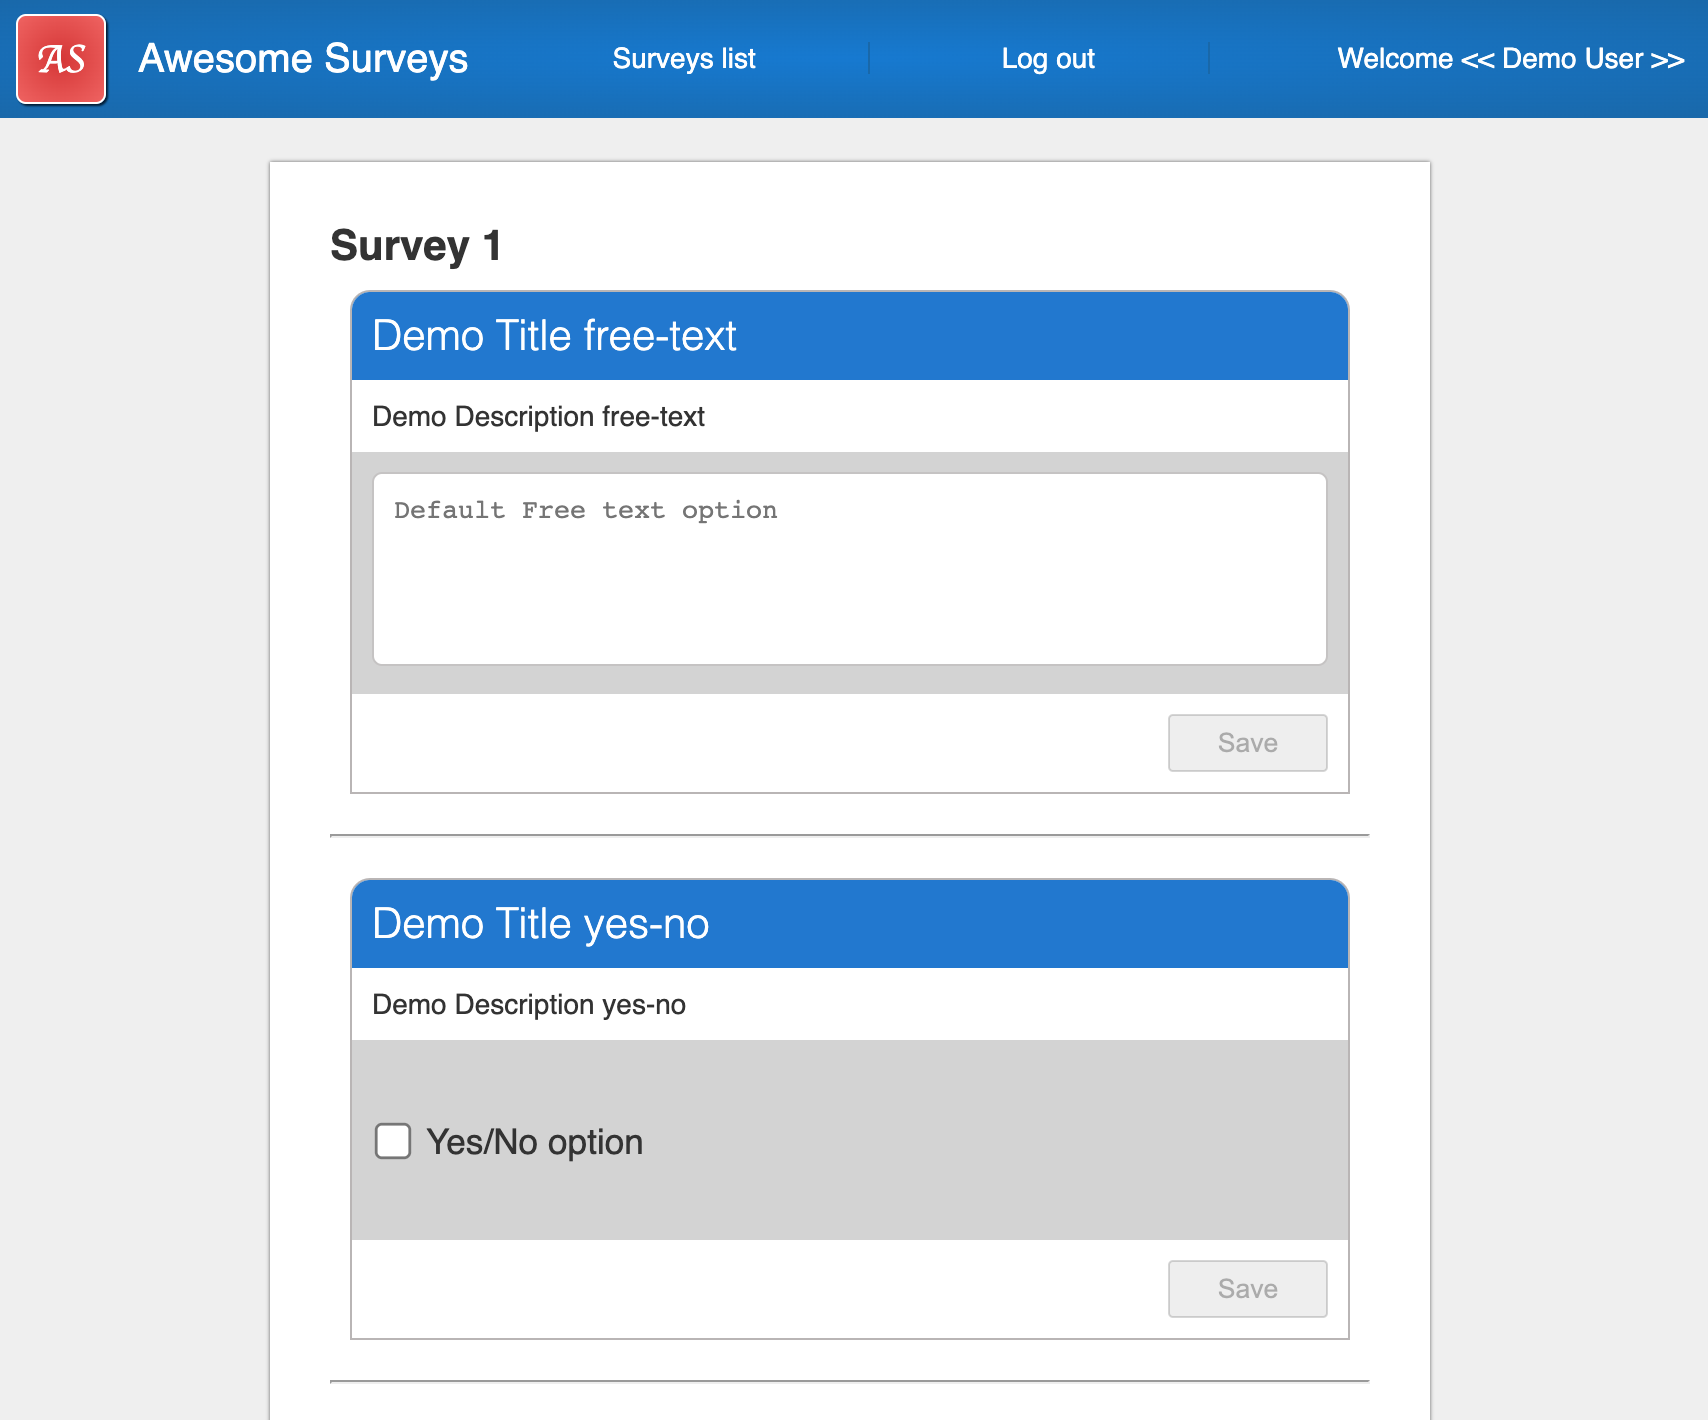 AS
Awesome Surveys
Surveys list
Log out
Welcome << Demo User >>
Survey 1
Demo Title free-text
Demo Description free-text
Default Free text option
Save
Demo Title yes-no
Demo Description yes-no
Yes/No option
Save